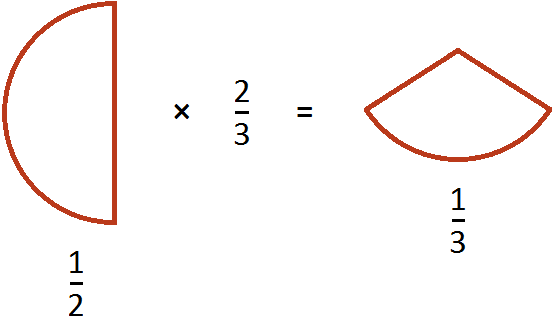 × 2/3 =
1/3
1/2